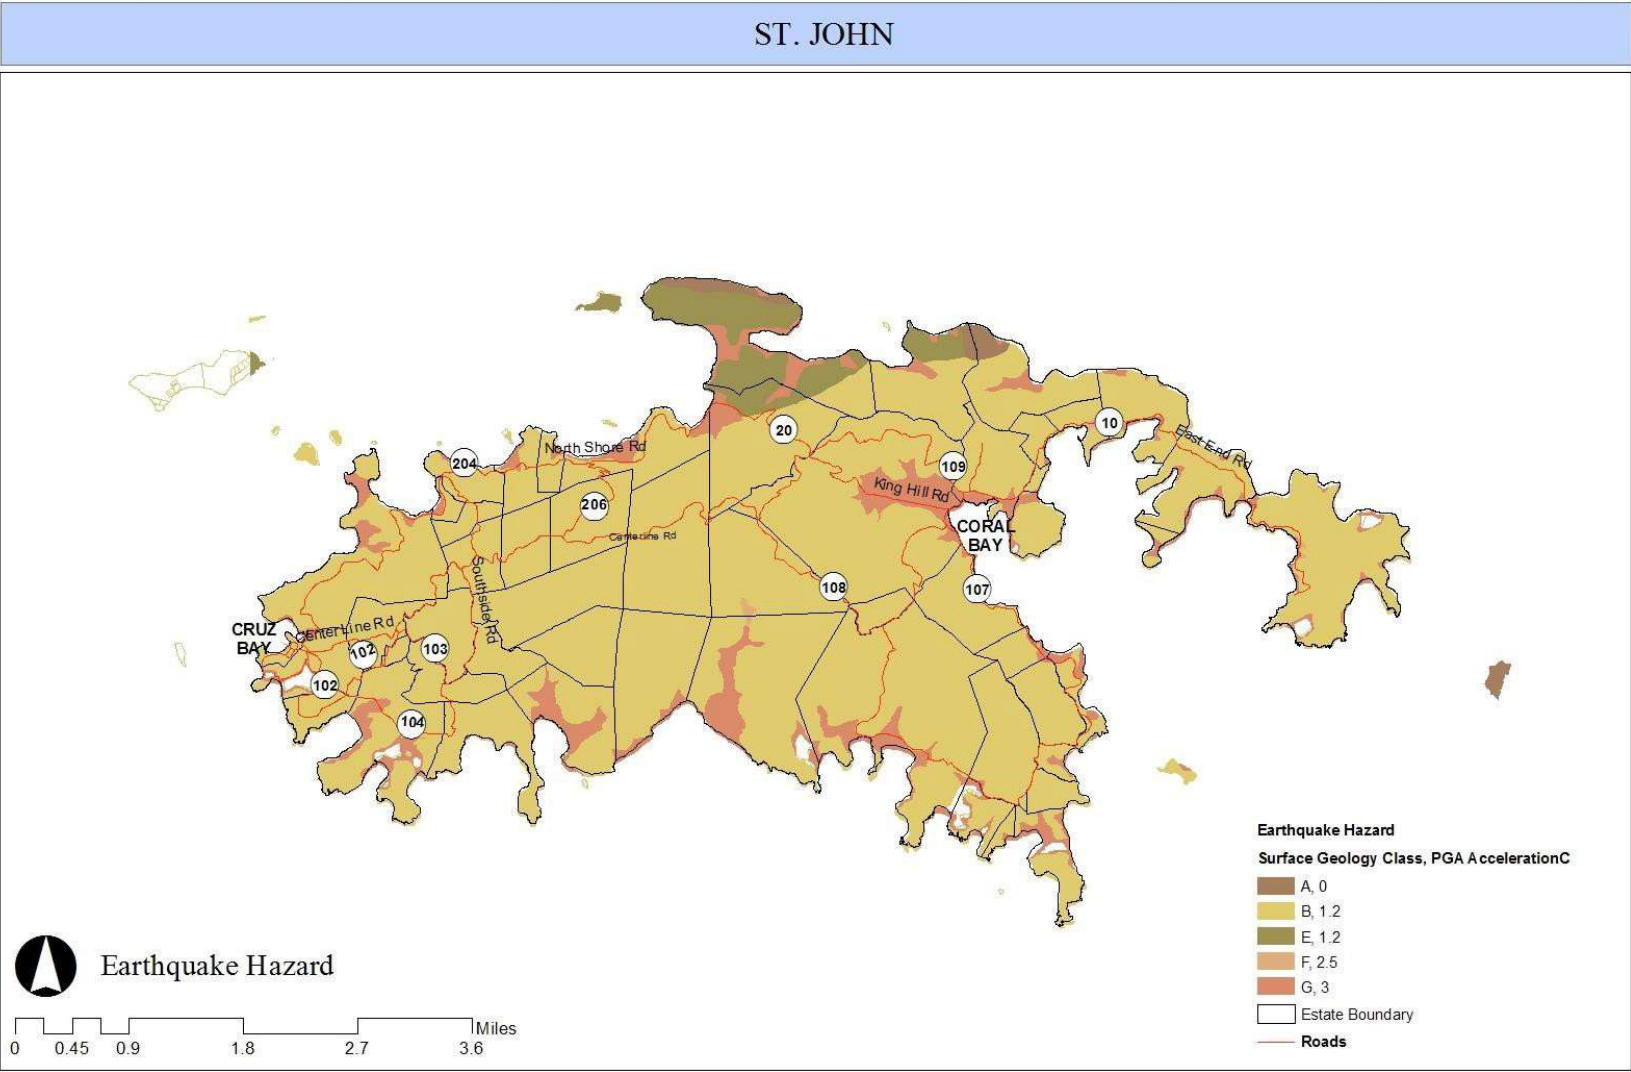 ST. JOHN
North Shore Rd
204
20
10
East End Rd
109
King Hill Rd
206
Centerline Rd
CORAL
BAY
Southside Rd
108
107
CRUZ
BAY
Center Line Rd
102
103
102
104
Earthquake Hazard
Surface Geology Class, PGA AccelerationC
A, 0
B, 1.2
E, 1.2
F, 2.5
G, 3
Estate Boundary
Roads
Earthquake Hazard
Miles
0 0.45 0.9 1.8 2.7 3.6